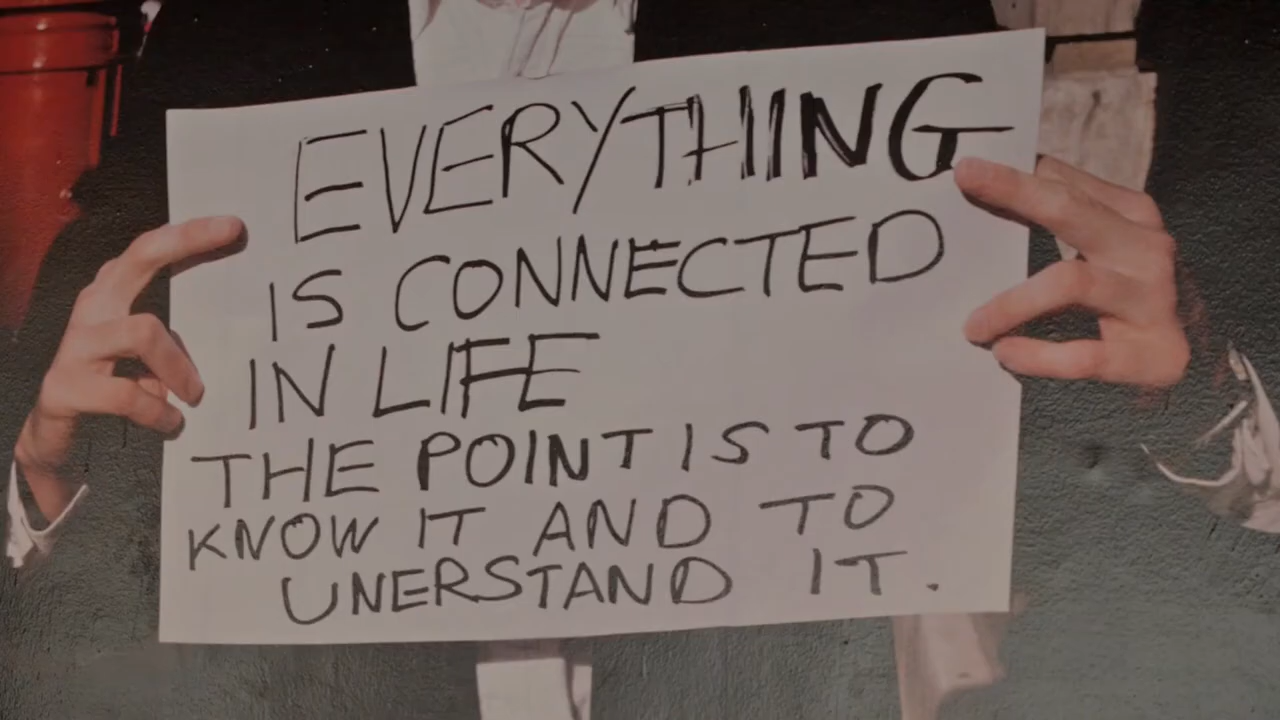 EVERYTHING
IS CONNECTED
IN LIFE
THE POINT IS TO
KNOW IT AND TO
UNERSTAND IT.